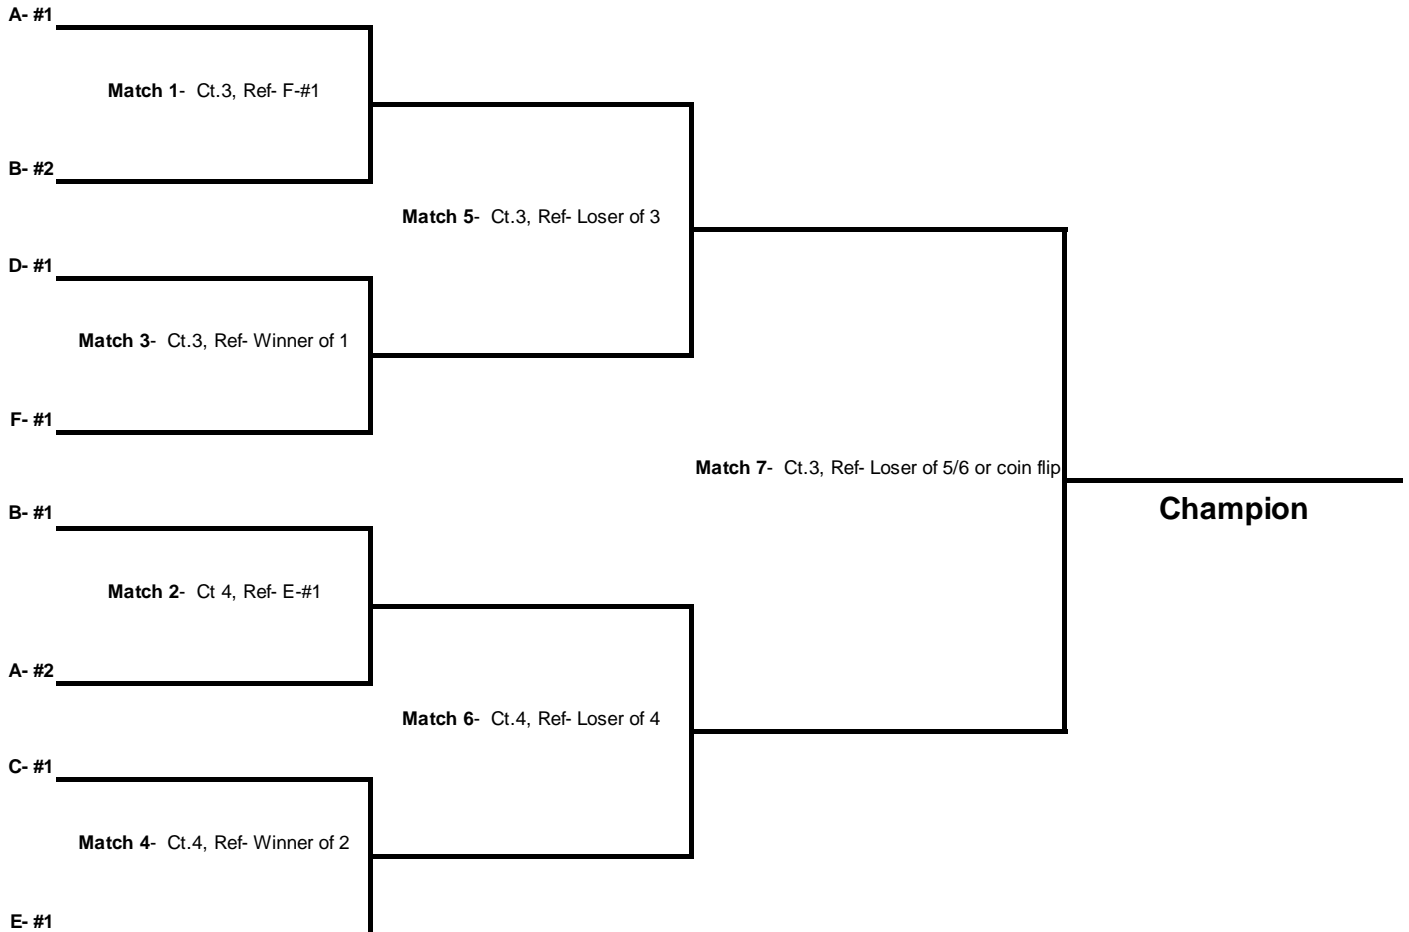 A- #1
Match 1-  Ct.3, Ref- F-#1
B- #2
Match 5-  Ct.3, Ref- Loser of 3
D- #1
Match 3-  Ct.3, Ref- Winner of 1
F- #1
Match 7-  Ct.3, Ref- Loser of 5/6 or coin flip
Champion
B- #1
Match 2-  Ct 4, Ref- E-#1
A- #2
Match 6-  Ct.4, Ref- Loser of 4
C- #1
Match 4-  Ct.4, Ref- Winner of 2
E- #1